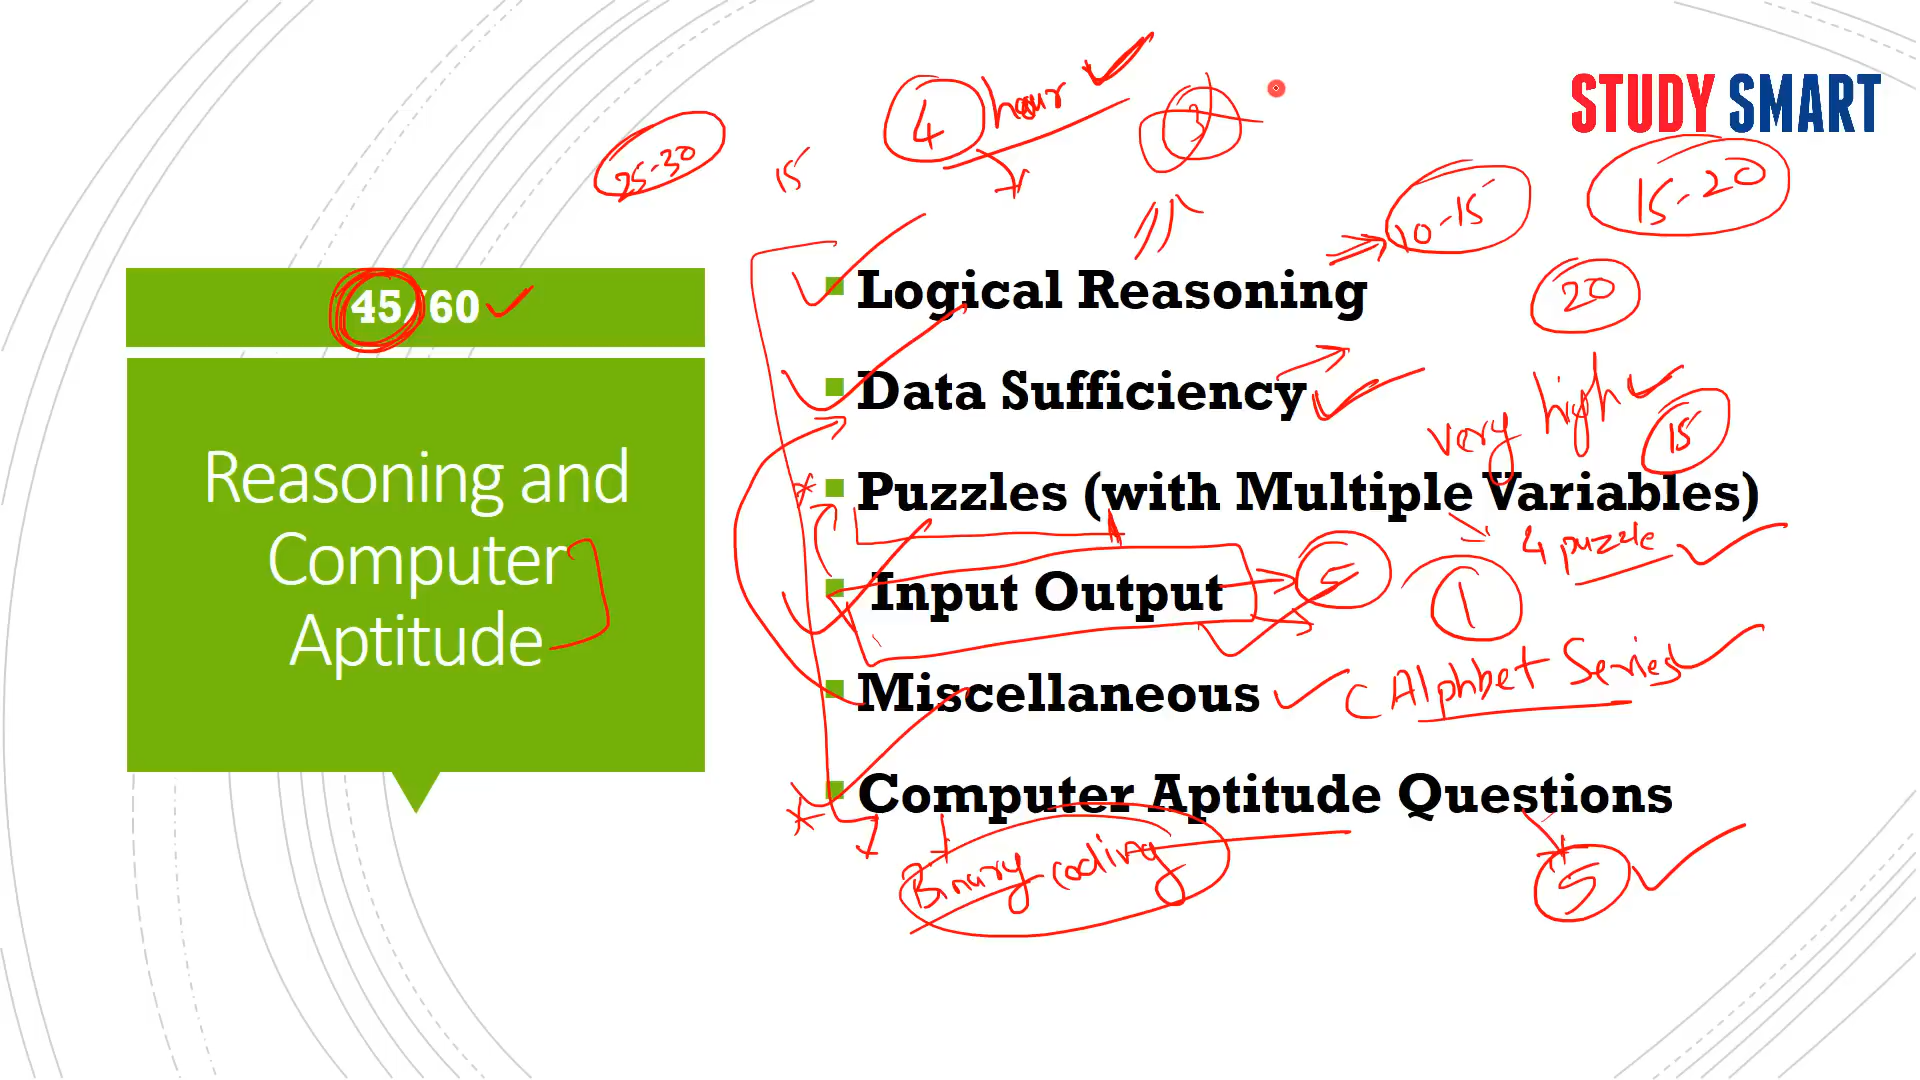 4 hour
3
STUDY SMART
25-30
15
10-15
15-20
45/60
Logical Reasoning
20
Data Sufficiency
very high
15
Reasoning and
Computer
Aptitude
Puzzles (with Multiple Variables)
4 puzzle
Input Output
5
1
Miscellaneous
( Alphbet Series
Computer Aptitude Questions
Binary coding
5